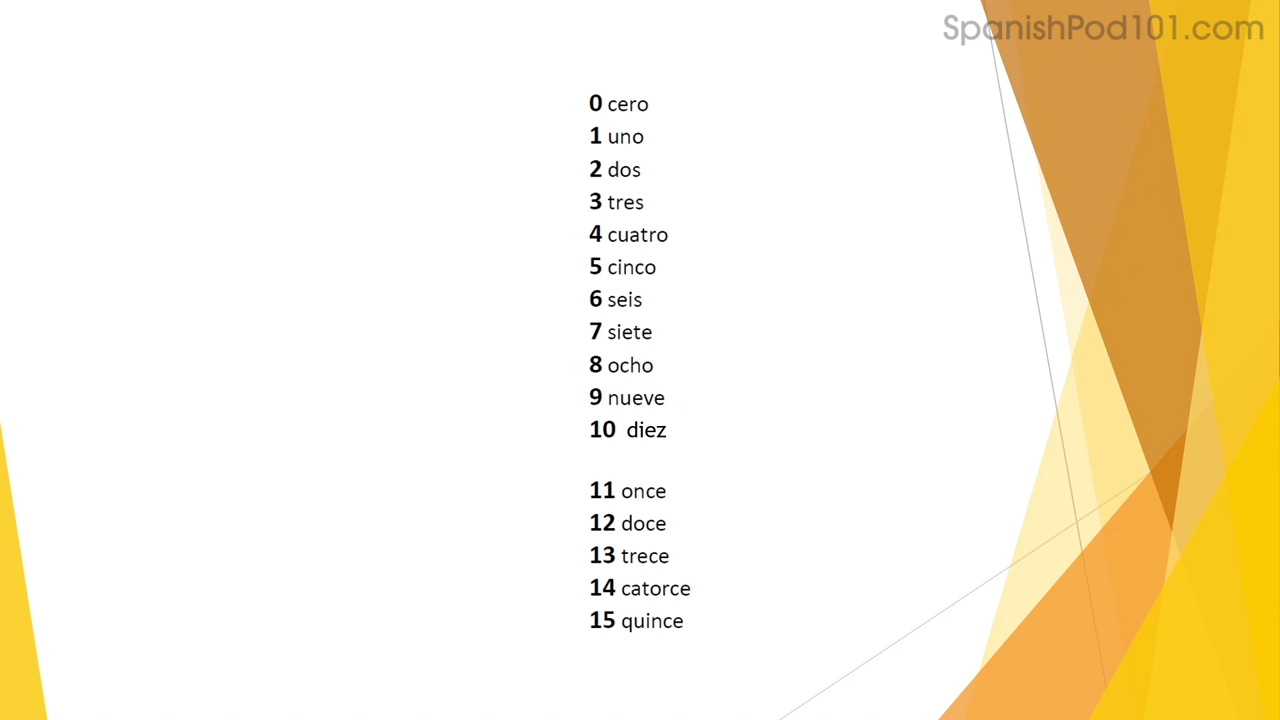 SpanishPod101.com
0 cero
1 uno
2 dos
3 tres
4 cuatro
5 cinco
6 seis
7 siete
8 ocho
9 nueve
10 diez
11 once
12 doce
13 trece
14 catorce
15 quince